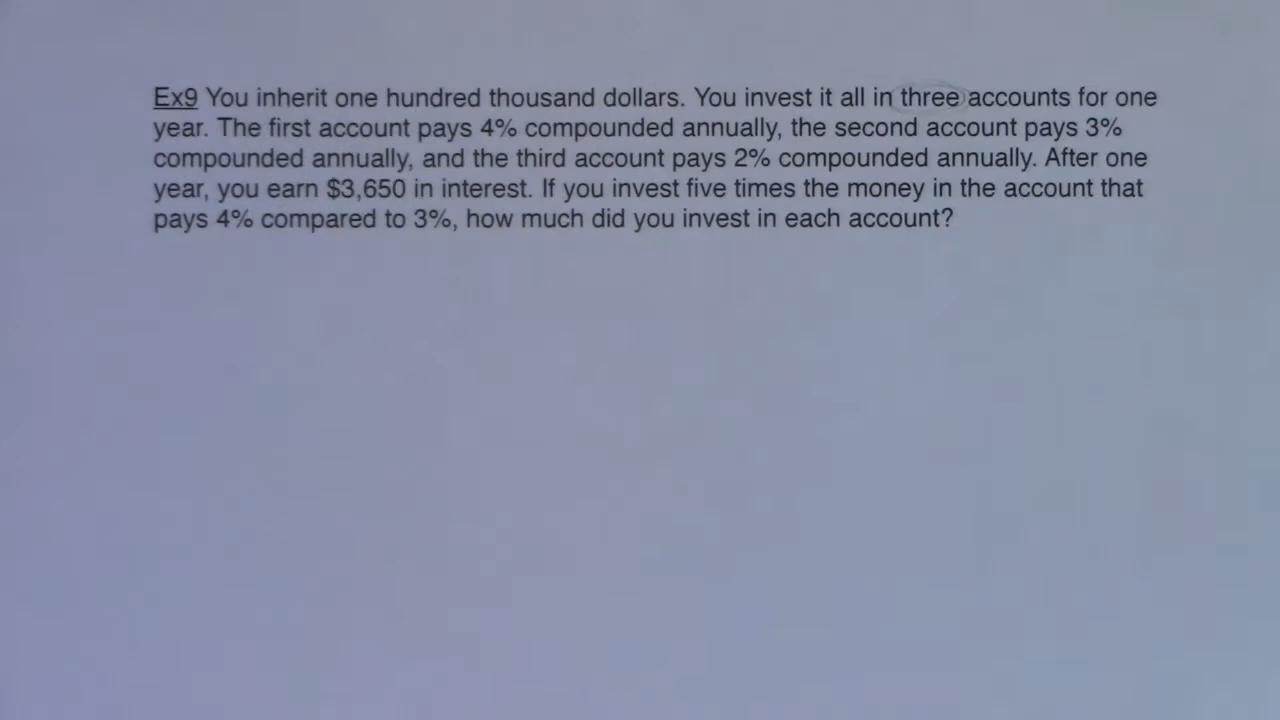 Ex9 You inherit one hundred thousand dollars. You invest it all in three accounts for one
year. The first account pays 4% compounded annually, the second account pays 3%
compounded annually, and the third account pays 2% compounded annually. After one
year, you earn $3,650 in interest. If you invest five times the money in the account that
pays 4% compared to 3%, how much did you invest in each account?